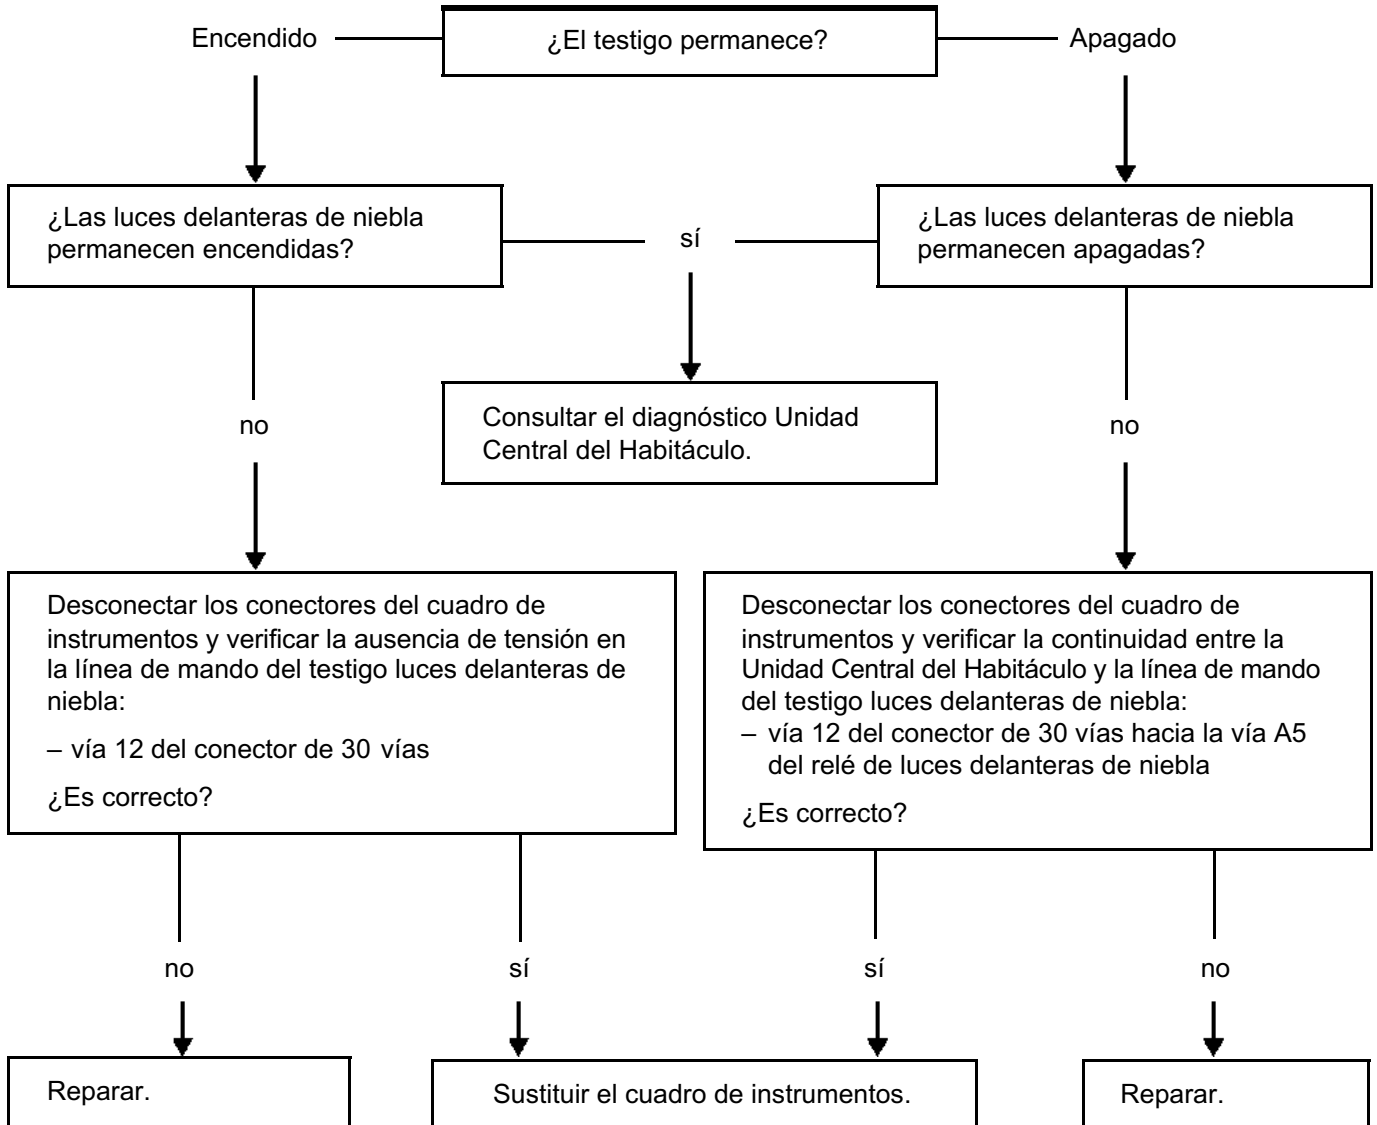 Encendido
¿El testigo permanece?
Apagado
¿Las luces delanteras de niebla
permanecen encendidas?
sí
¿Las luces delanteras de niebla
permanecen apagadas?
no
Consultar el diagnóstico Unidad
Central del Habitáculo.
no
Desconectar los conectores del cuadro de
instrumentos y verificar la ausencia de tensión en
la línea de mando del testigo luces delanteras de
niebla:
– vía 12 del conector de 30 vías
¿Es correcto?
Desconectar los conectores del cuadro de
instrumentos y verificar la continuidad entre la
Unidad Central del Habitáculo y la línea de mando
del testigo luces delanteras de niebla:
– vía 12 del conector de 30 vías hacia la vía A5
del relé de luces delanteras de niebla
¿Es correcto?
no
sí
sí
no
Reparar.
Sustituir el cuadro de instrumentos.
Reparar.